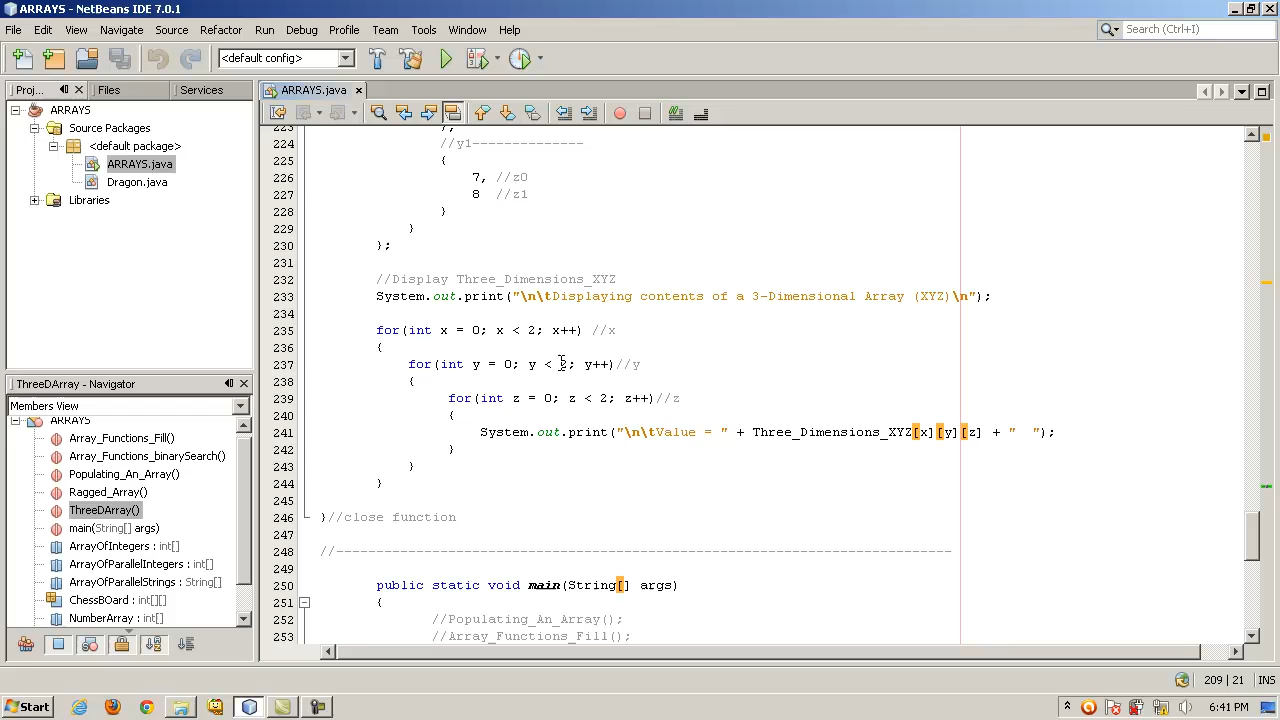 ARRAYS - NetBeans IDE 7.0.1
File Edit View Navigate Source Refactor Run Debug Profile Team Tools Window Help
Search (Ctrl+I)
<default config>
Proj... Files Services
ARRAYS
Source Packages
<default package>
ARRAYS.java
Dragon.java
Libraries
ThreeDArray()
Members View
ARRAYS
Array_Functions_Fill()
Array_Functions_binarySearch()
Populating_An_Array()
Ragged_Array()
ThreeDArray()
main(String[] args)
ArrayOfIntegers : int[]
ArrayOfParallelIntegers : int[]
ArrayOfParallelStrings : String[]
ChessBOard : int[][]
NumberArray : int[]
ARRAYS.java
223 },
224 //y1--------------
225 {
226 7, //z0
227 8 //z1
228 }
229 }
230 };
231
232 //Display Three_Dimensions_XYZ
233 System.out.print("\n\tDisplaying contents of a 3-Dimensional Array (XYZ)\n");
234
235 for(int x = 0; x < 2; x++) //x
236 {
237 for(int y = 0; y < ; y++)//y
238 {
239 for(int z = 0; z < 2; z++)//z
240 {
241 System.out.print("\n\tValue = " + Three_Dimensions_XYZ[x][y][z] + "  ");
242 }
243 }
244 }
245
246 }//close function
247
248 //-----------------------------------------------------------------------------
249
250 public static void main(String[] args)
251 {
252 //Populating_An_Array();
253 //Array_Functions_Fill();
209 | 21 INS
Start
6:41 PM